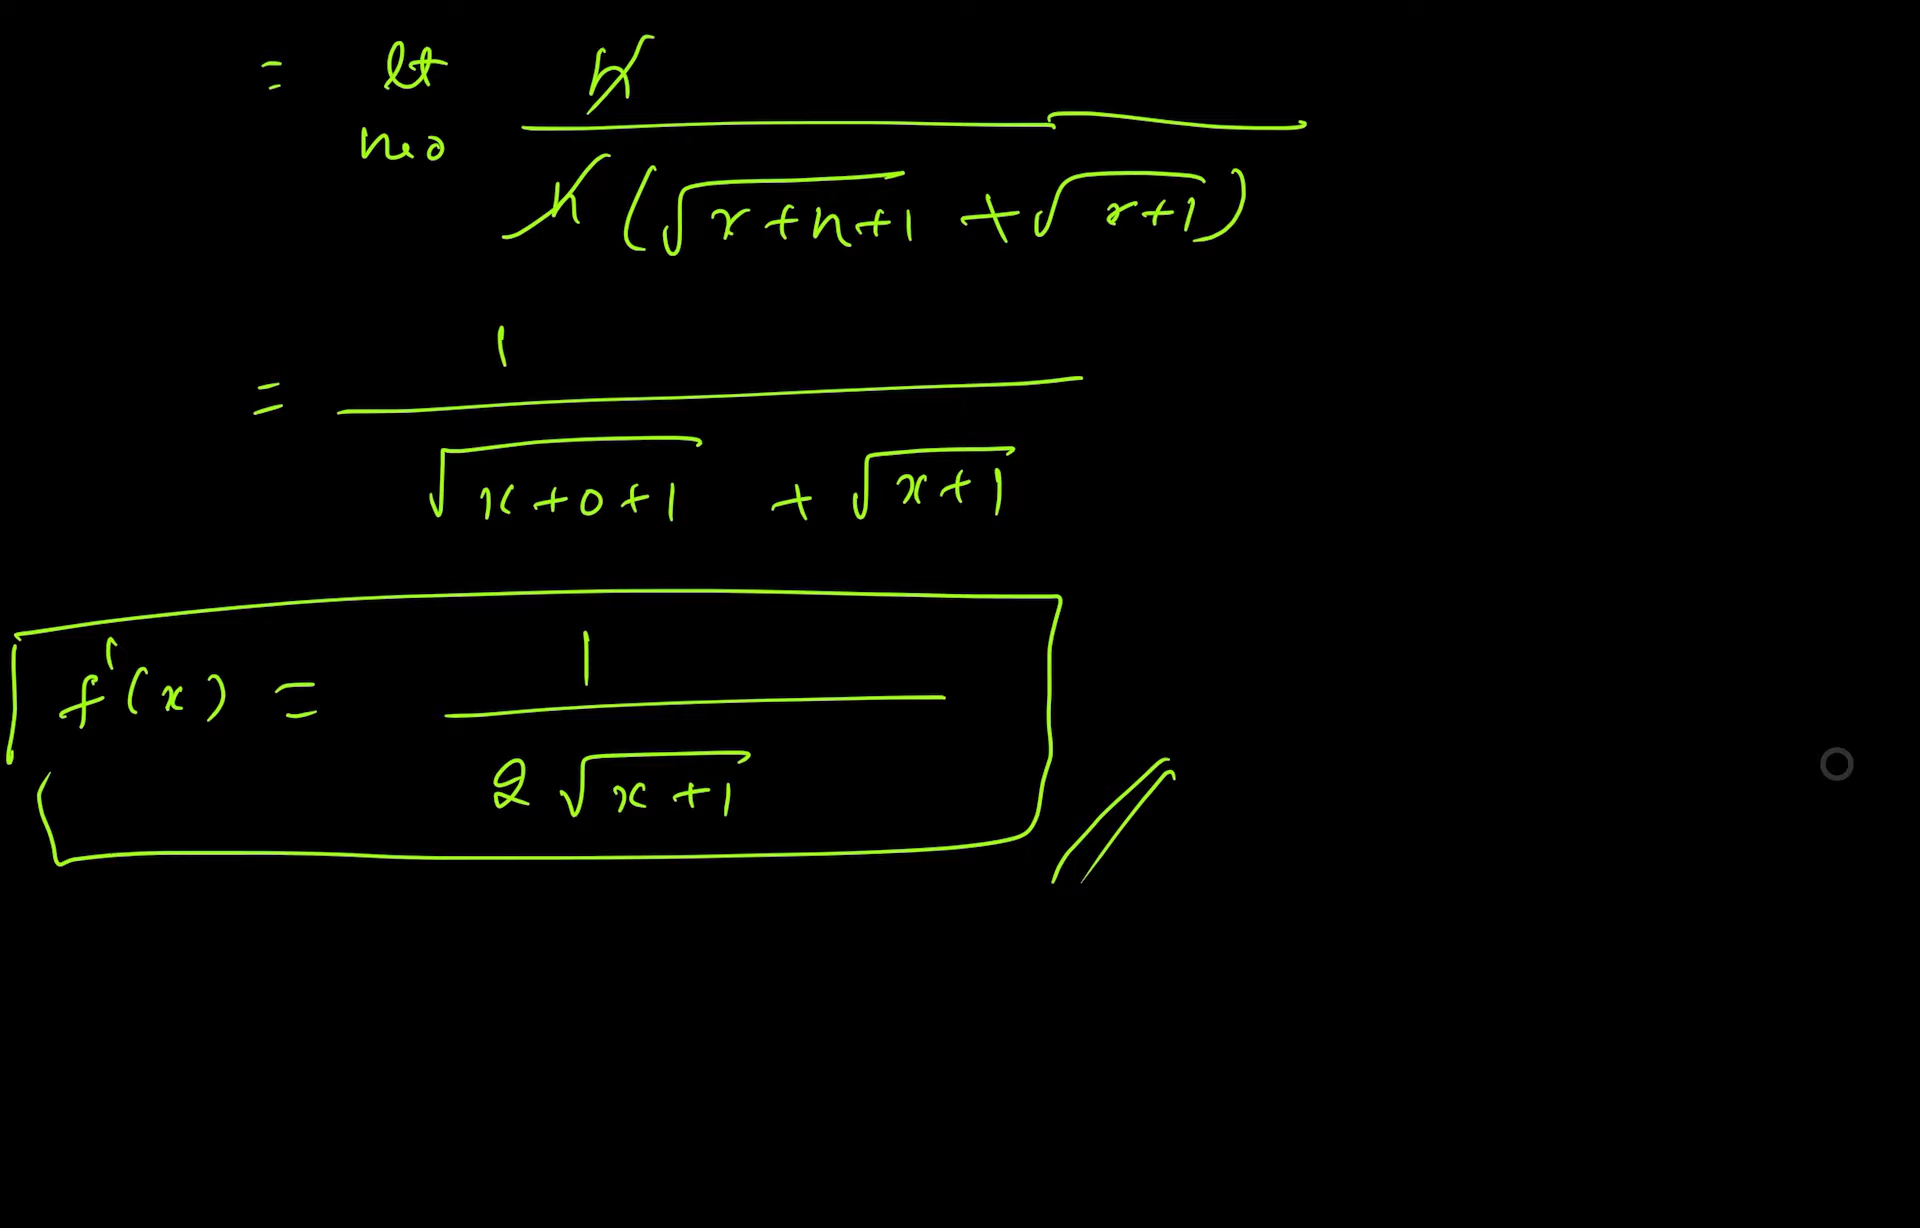 = lt h→0 h / h(√(x+h+1) + √(x+1))
= 1 / √(x+0+1) + √(x+1)
f'(x) = 1 / 2√(x+1)